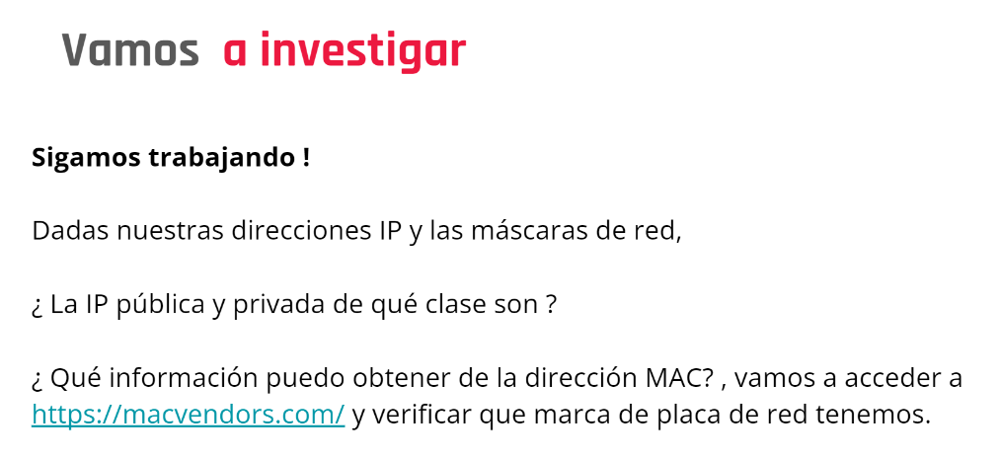 Vamos a investigar
Sigamos trabajando !
Dadas nuestras direcciones IP y las máscaras de red,
¿ La IP pública y privada de qué clase son ?
¿ Qué información puedo obtener de la dirección MAC? , vamos a acceder a
https://macvendors.com/ y verificar que marca de placa de red tenemos.